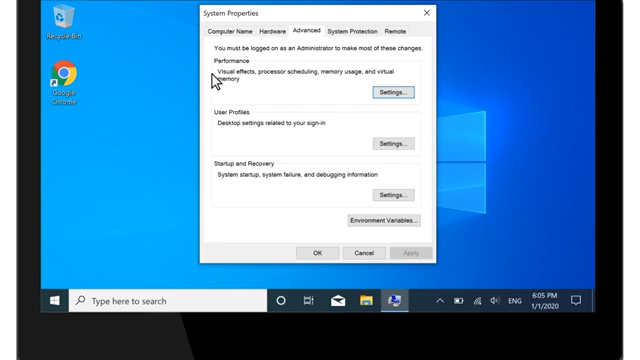 System Properties
Computer Name
Hardware
Advanced
System Protection
Remote
You must be logged on as an Administrator to make most of these changes.
Performance
Visual effects, processor scheduling, memory usage, and virtual
memory
Settings...
User Profiles
Desktop settings related to your sign-in
Settings...
Startup and Recovery
System startup, system failure, and debugging information
Settings...
Environment Variables...
OK
Cancel
Apply
Recycle Bin
Google
Chrome
Type here to search
ENG
6:05 PM
1/1/2020